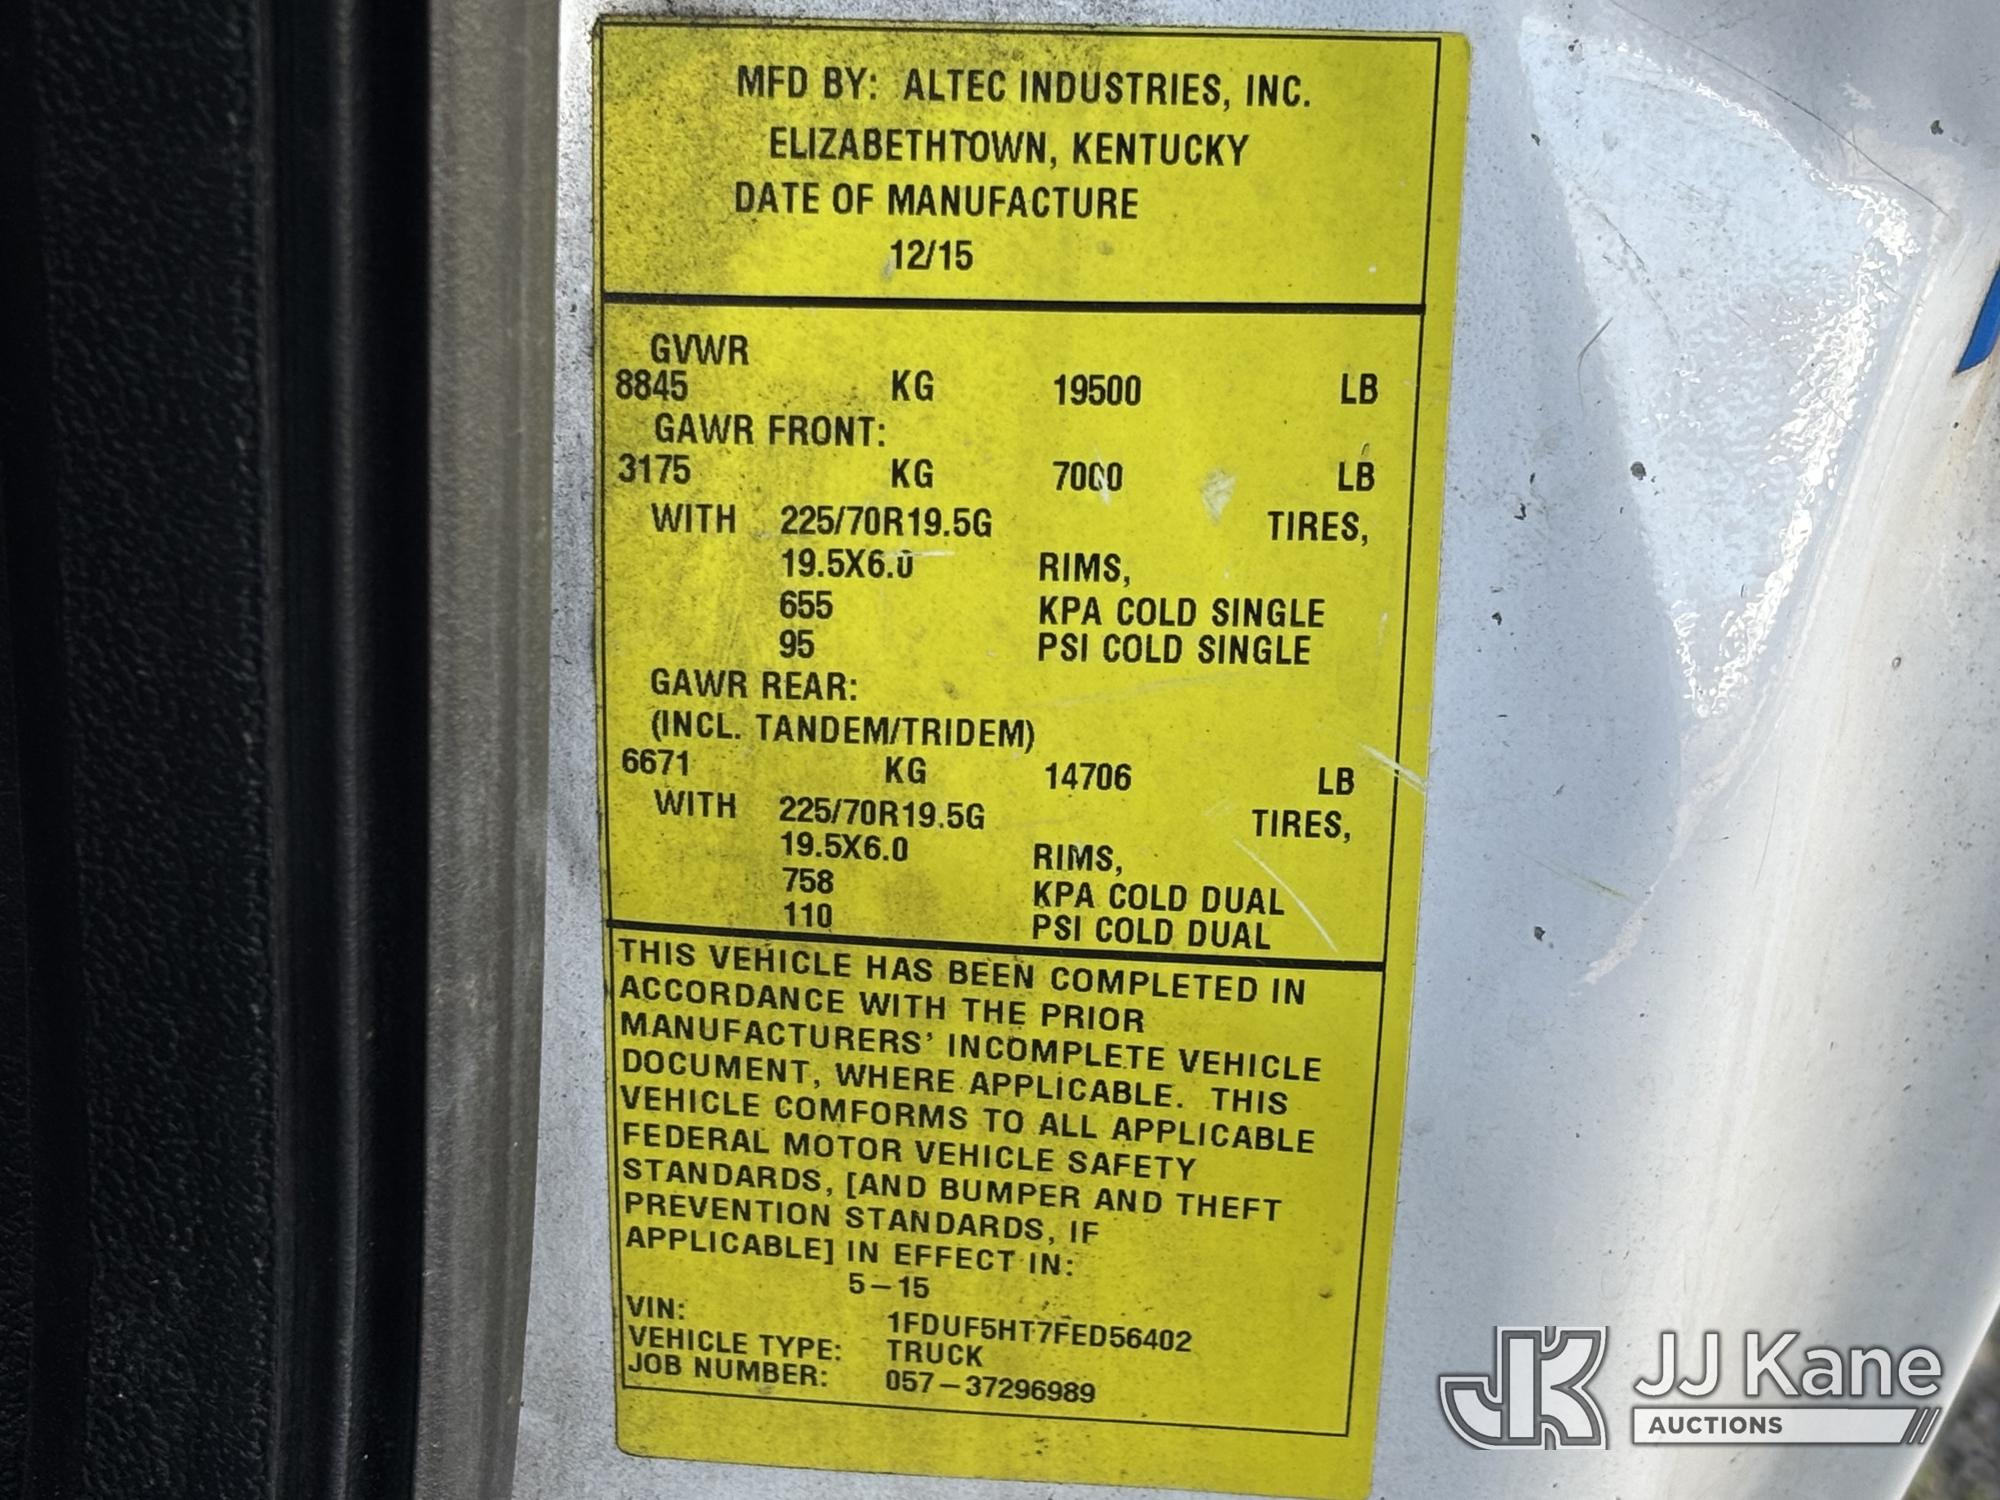 MFD BY: ALTEC INDUSTRIES, INC.
ELIZABETHTOWN, KENTUCKY
DATE OF MANUFACTURE
12/15
GVWR
8845 KG 19500 LB
GAWR FRONT:
3175 KG 7000 LB
WITH 225/70R19.5G TIRES,
19.5X6.0 RIMS,
655 KPA COLD SINGLE
95 PSI COLD SINGLE
GAWR REAR:
(INCL. TANDEM/TRIDEM)
6671 KG 14706 LB
WITH 225/70R19.5G TIRES,
19.5X6.0 RIMS,
758 KPA COLD DUAL
110 PSI COLD DUAL
THIS VEHICLE HAS BEEN COMPLETED IN
ACCORDANCE WITH THE PRIOR
MANUFACTURERS' INCOMPLETE VEHICLE
DOCUMENT, WHERE APPLICABLE. THIS
VEHICLE COMFORMS TO ALL APPLICABLE
FEDERAL MOTOR VEHICLE SAFETY
STANDARDS, [AND BUMPER AND THEFT
PREVENTION STANDARDS, IF
APPLICABLE] IN EFFECT IN:
5-15
VIN: 1FDUF5HT7FED56402
VEHICLE TYPE: TRUCK
JOB NUMBER: 057-37296989
JK JJ Kane
AUCTIONS